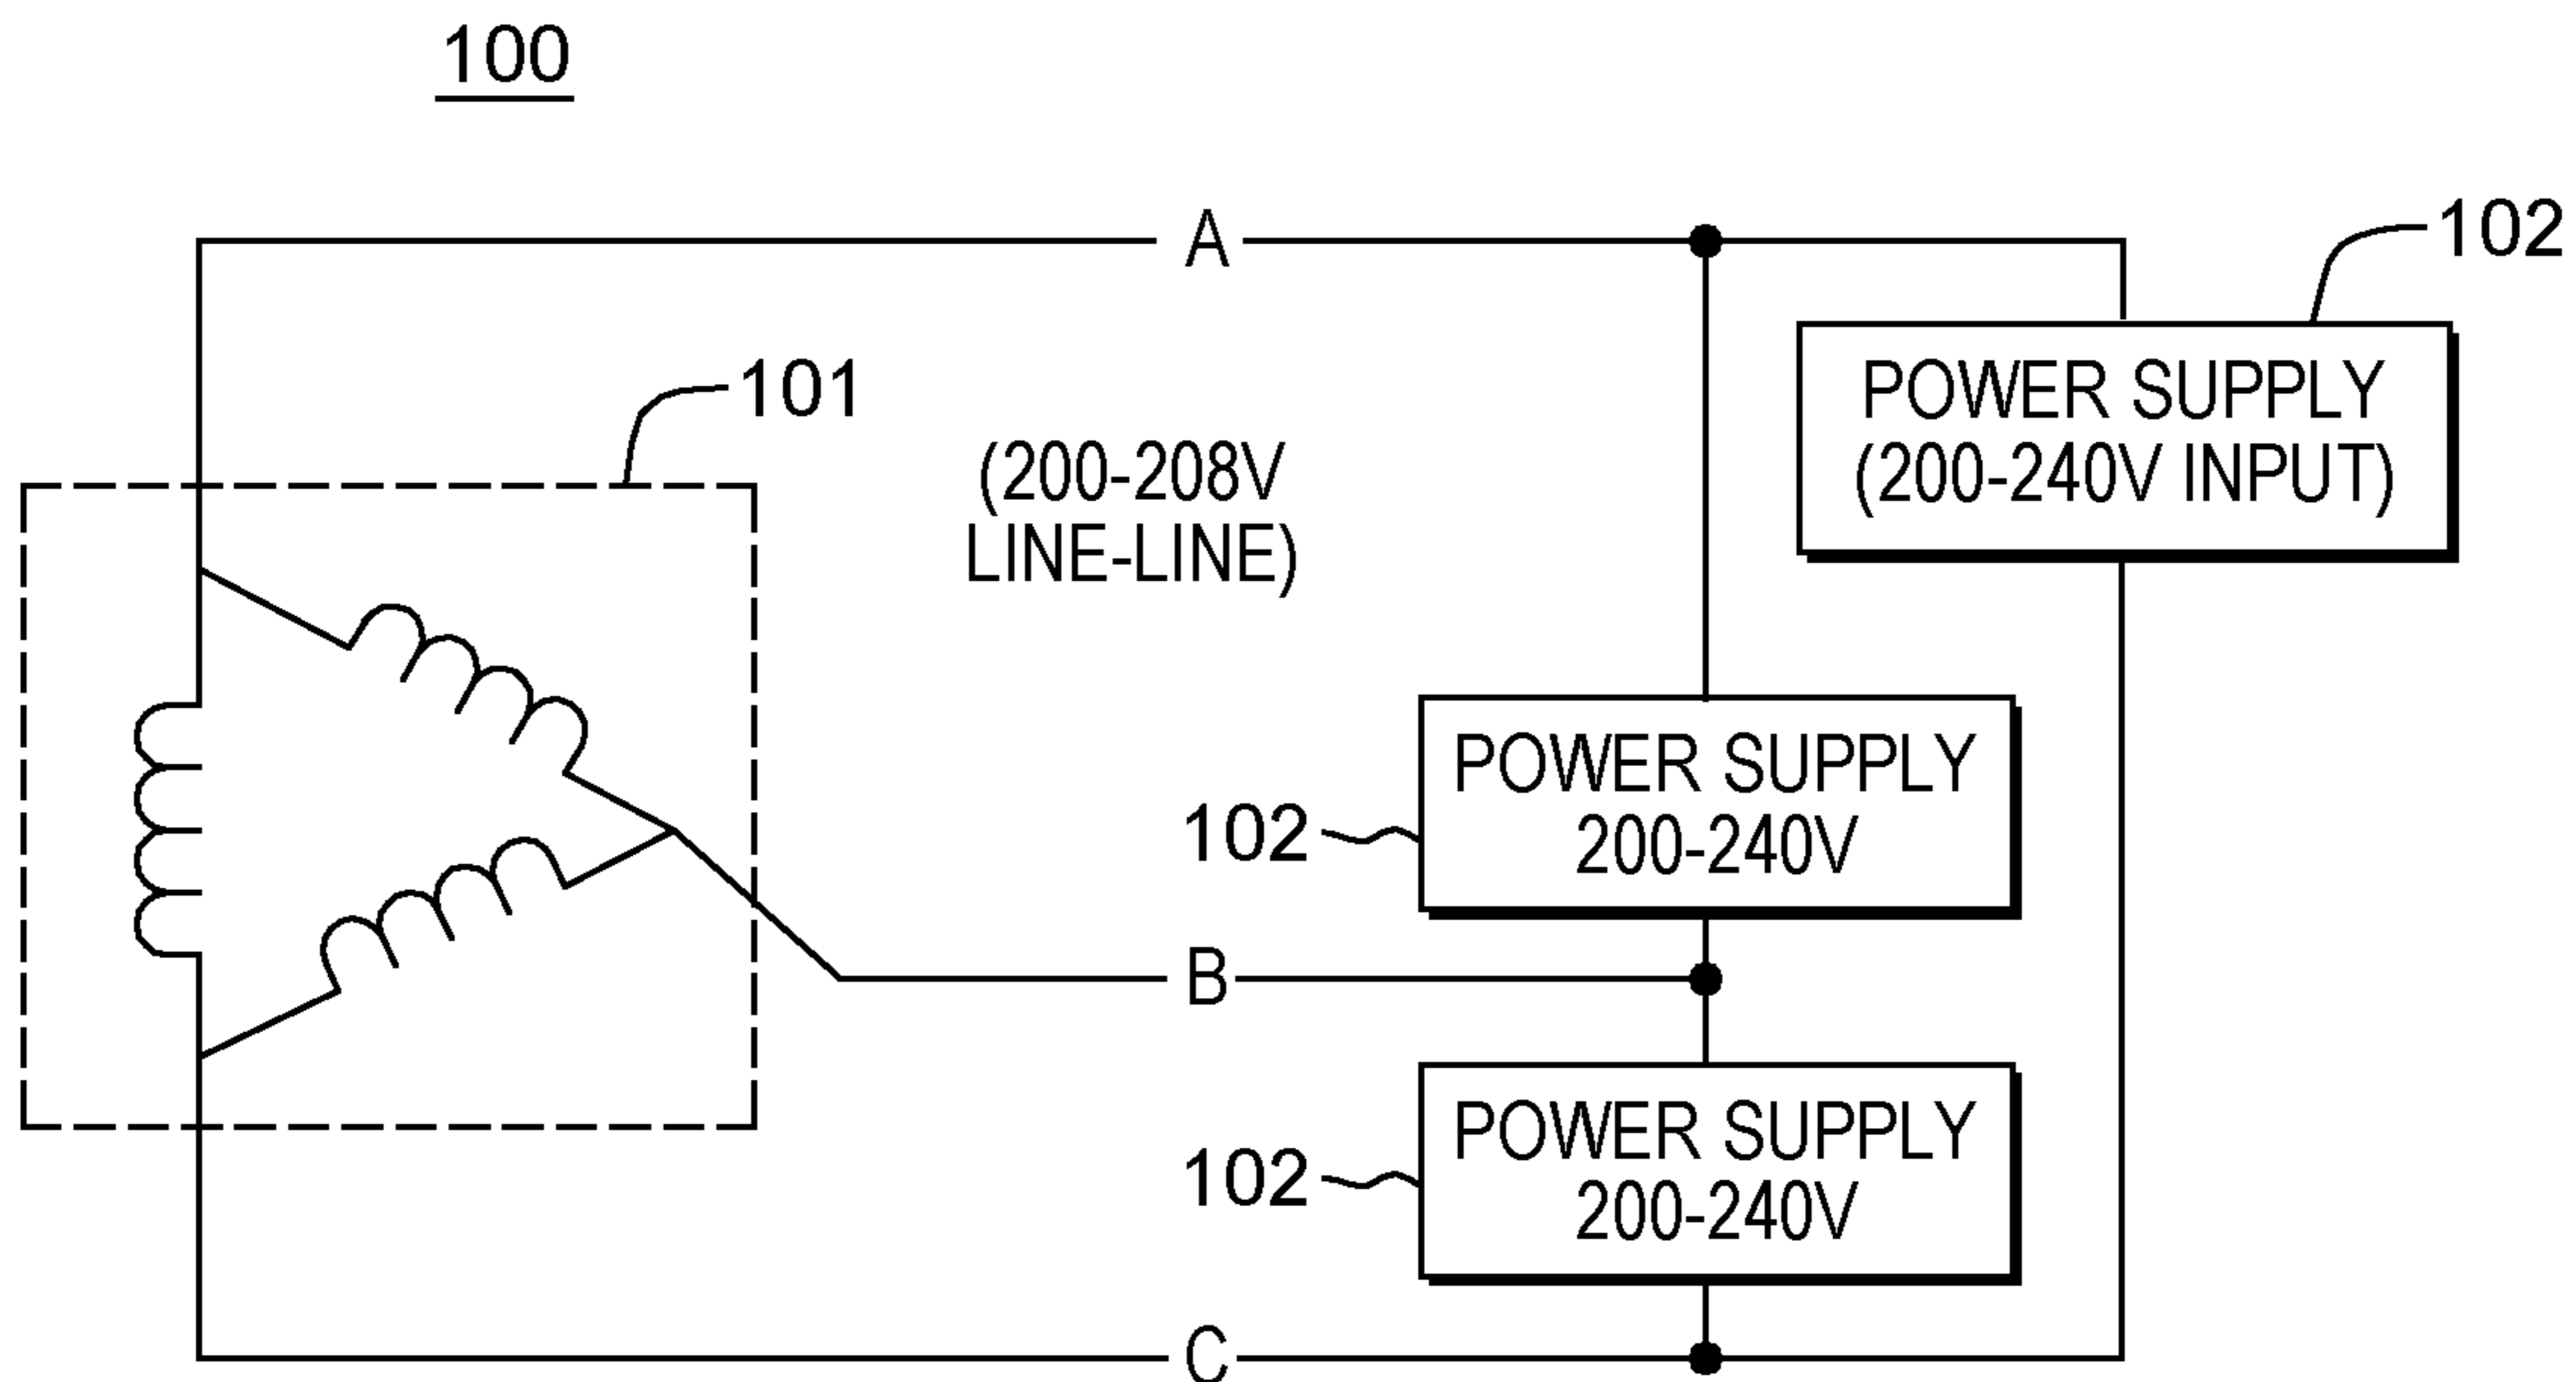 100
A
102
POWER SUPPLY
(200-240V INPUT)
101
(200-208V
LINE-LINE)
POWER SUPPLY
200-240V
102
B
POWER SUPPLY
200-240V
102
C